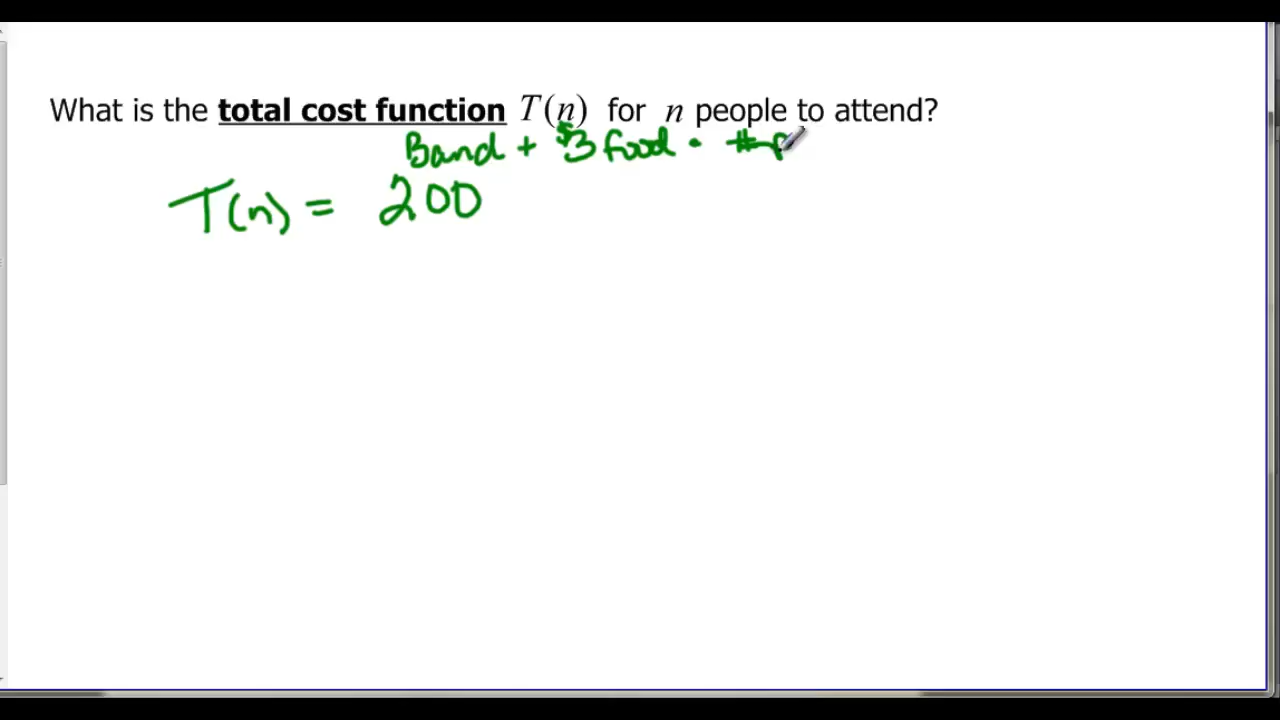 What is the total cost function T(n) for n people to attend?
Band + $3 food · # p
T(n) = 200